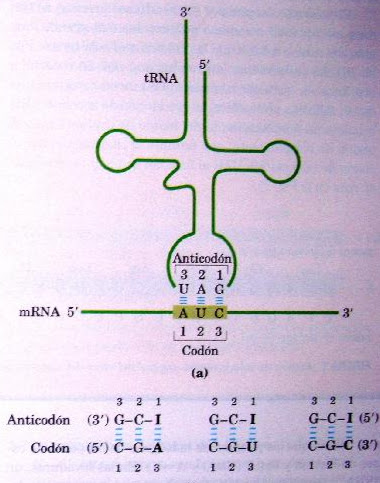 3′
5′
tRNA
Anticodón
3 2 1
U A G
mRNA 5′ A U C 3′
1 2 3
Codón
(a)
3 2 1 3 2 1 3 2 1
Anticodón (3′) G–C–I G–C–I G–C–I (5′)
Codón (5′) C–G–A C–G–U C–G–C (3′)
1 2 3 1 2 3 1 2 3